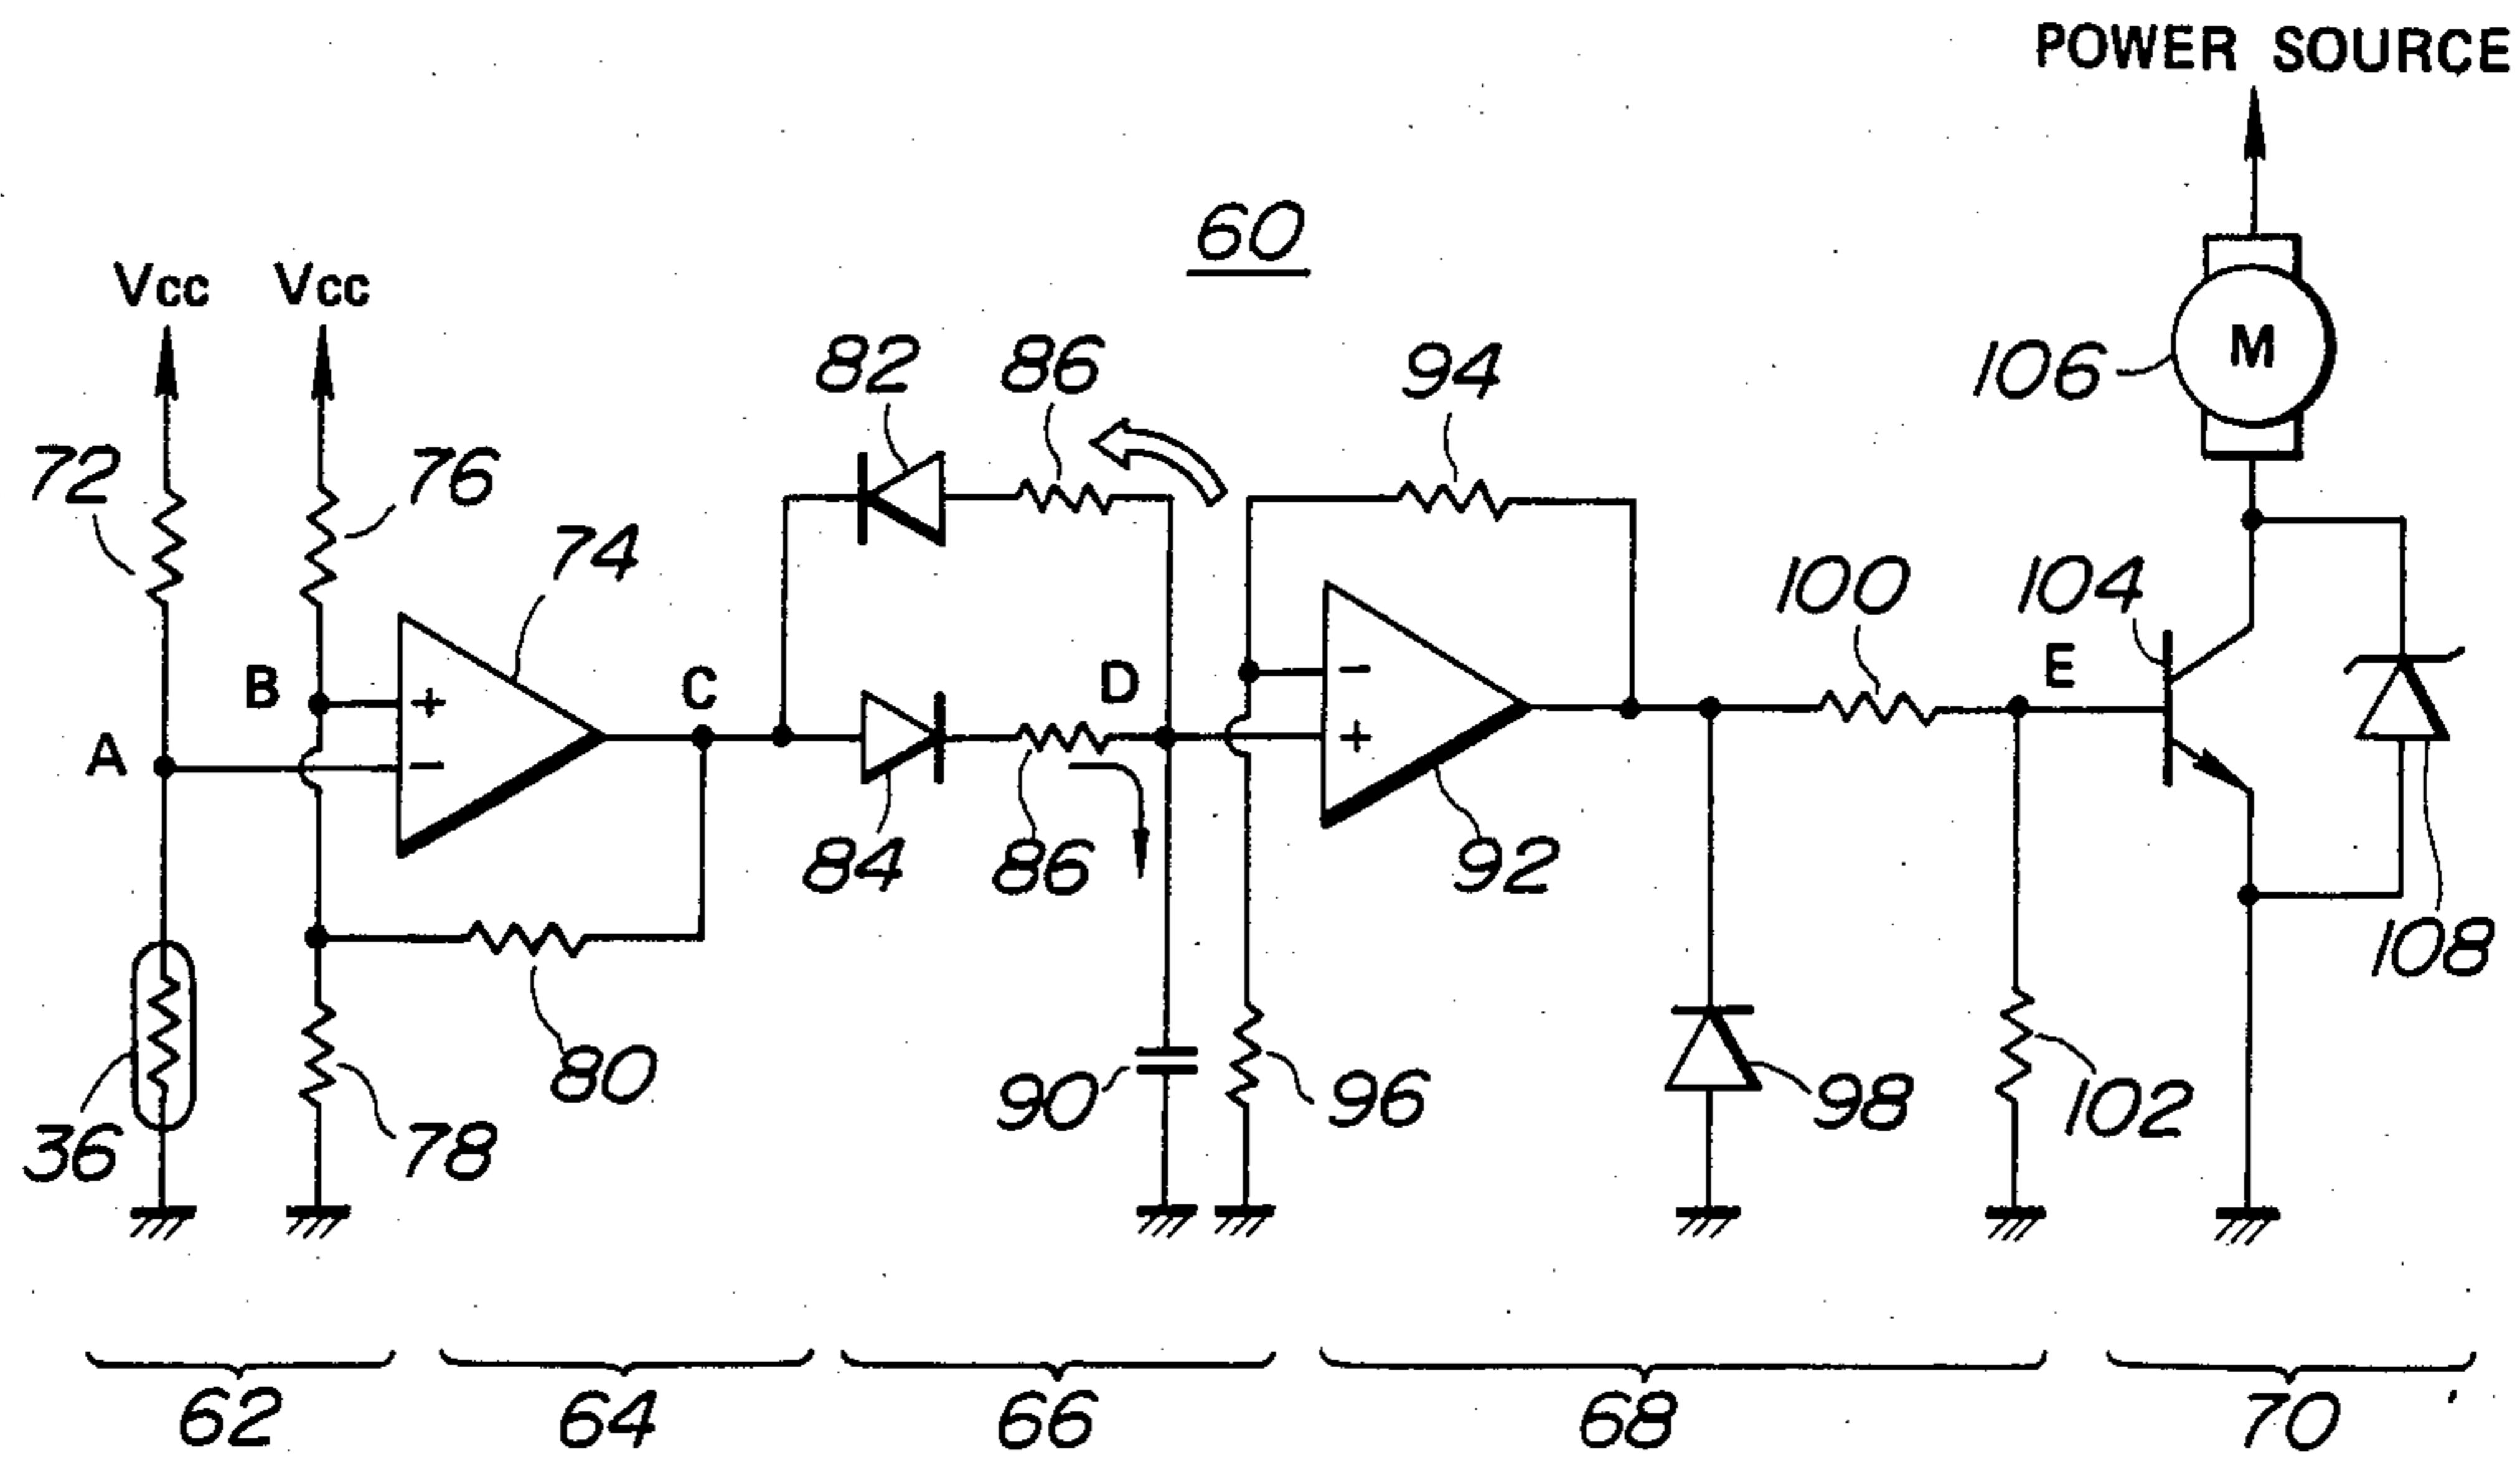 POWER SOURCE
60
Vcc Vcc
82 86 94 106 M
72 76 74 100 104
B + C D − E
A − +
84 86 92 108
80 90 96 98 102
36 78
62 64 66 68 70